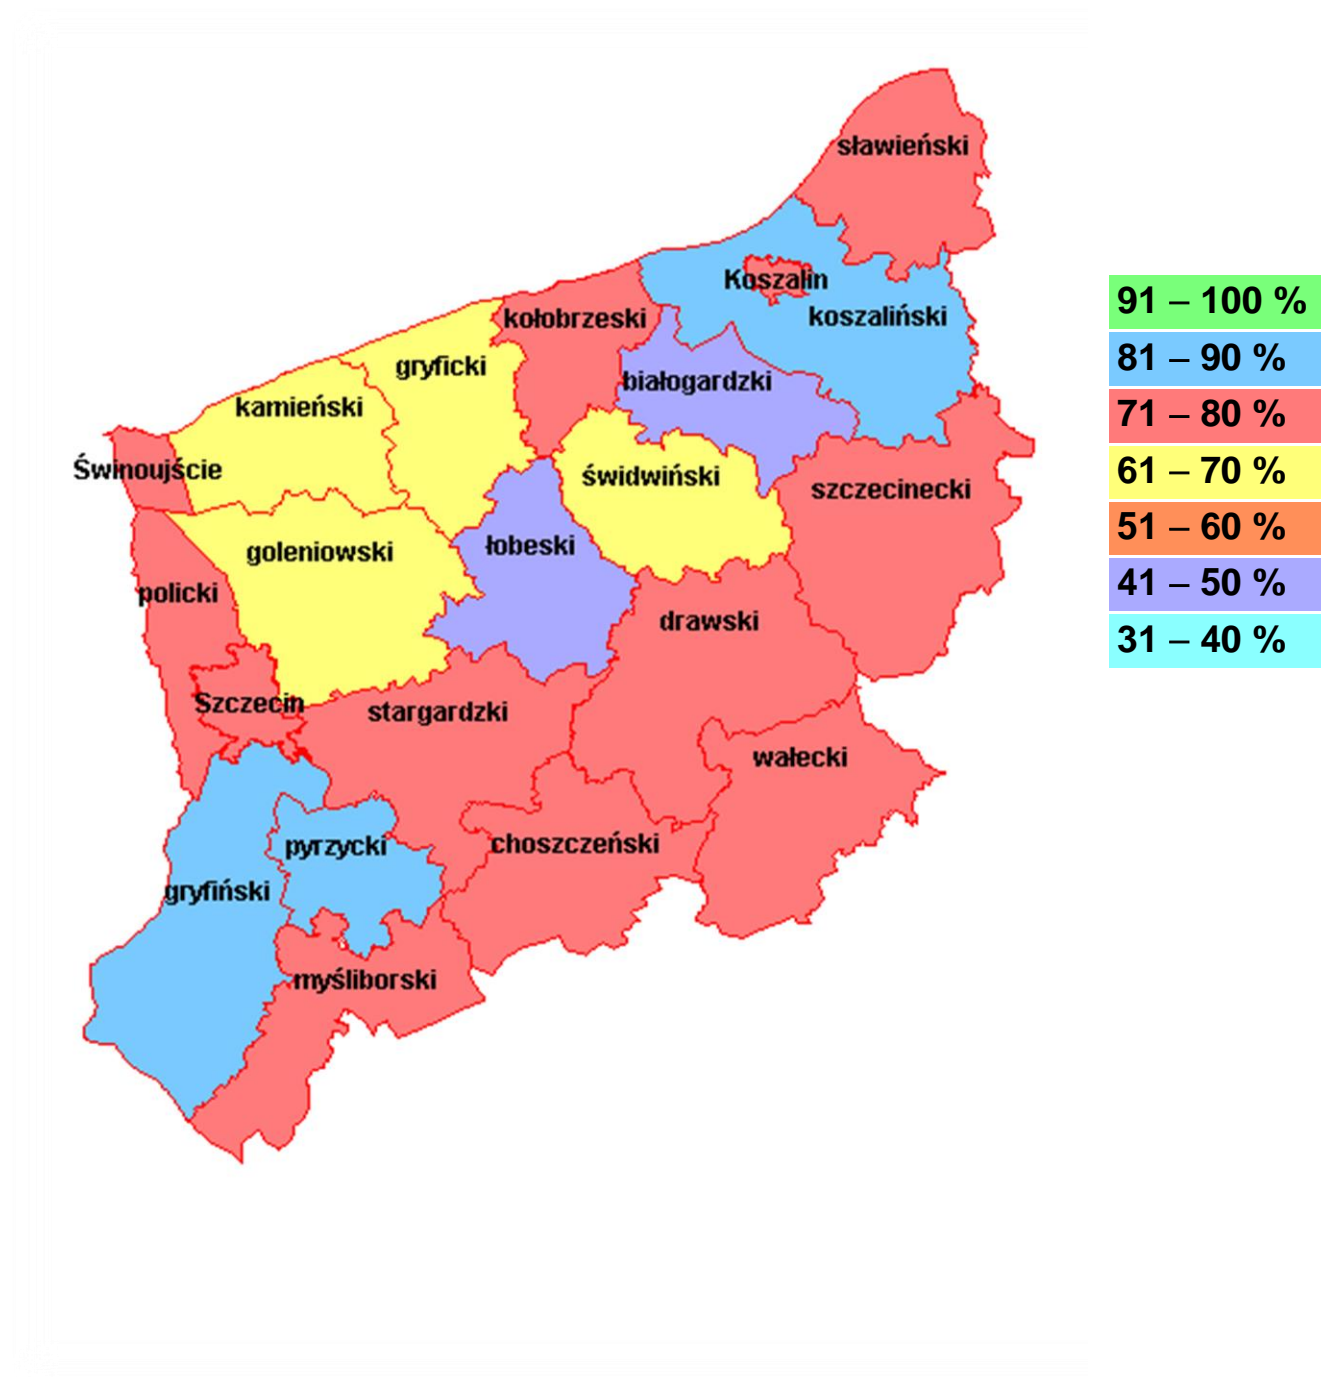 sławieński
Koszalin
koszaliński
kołobrzeski
gryficki
białogardzki
kamieński
Świnoujście
świdwiński
szczecinecki
łobeski
goleniowski
policki
drawski
Szczecin
stargardzki
wałecki
choszczeński
pyrzycki
gryfiński
myśliborski
91 – 100 %
81 – 90 %
71 – 80 %
61 – 70 %
51 – 60 %
41 – 50 %
31 – 40 %